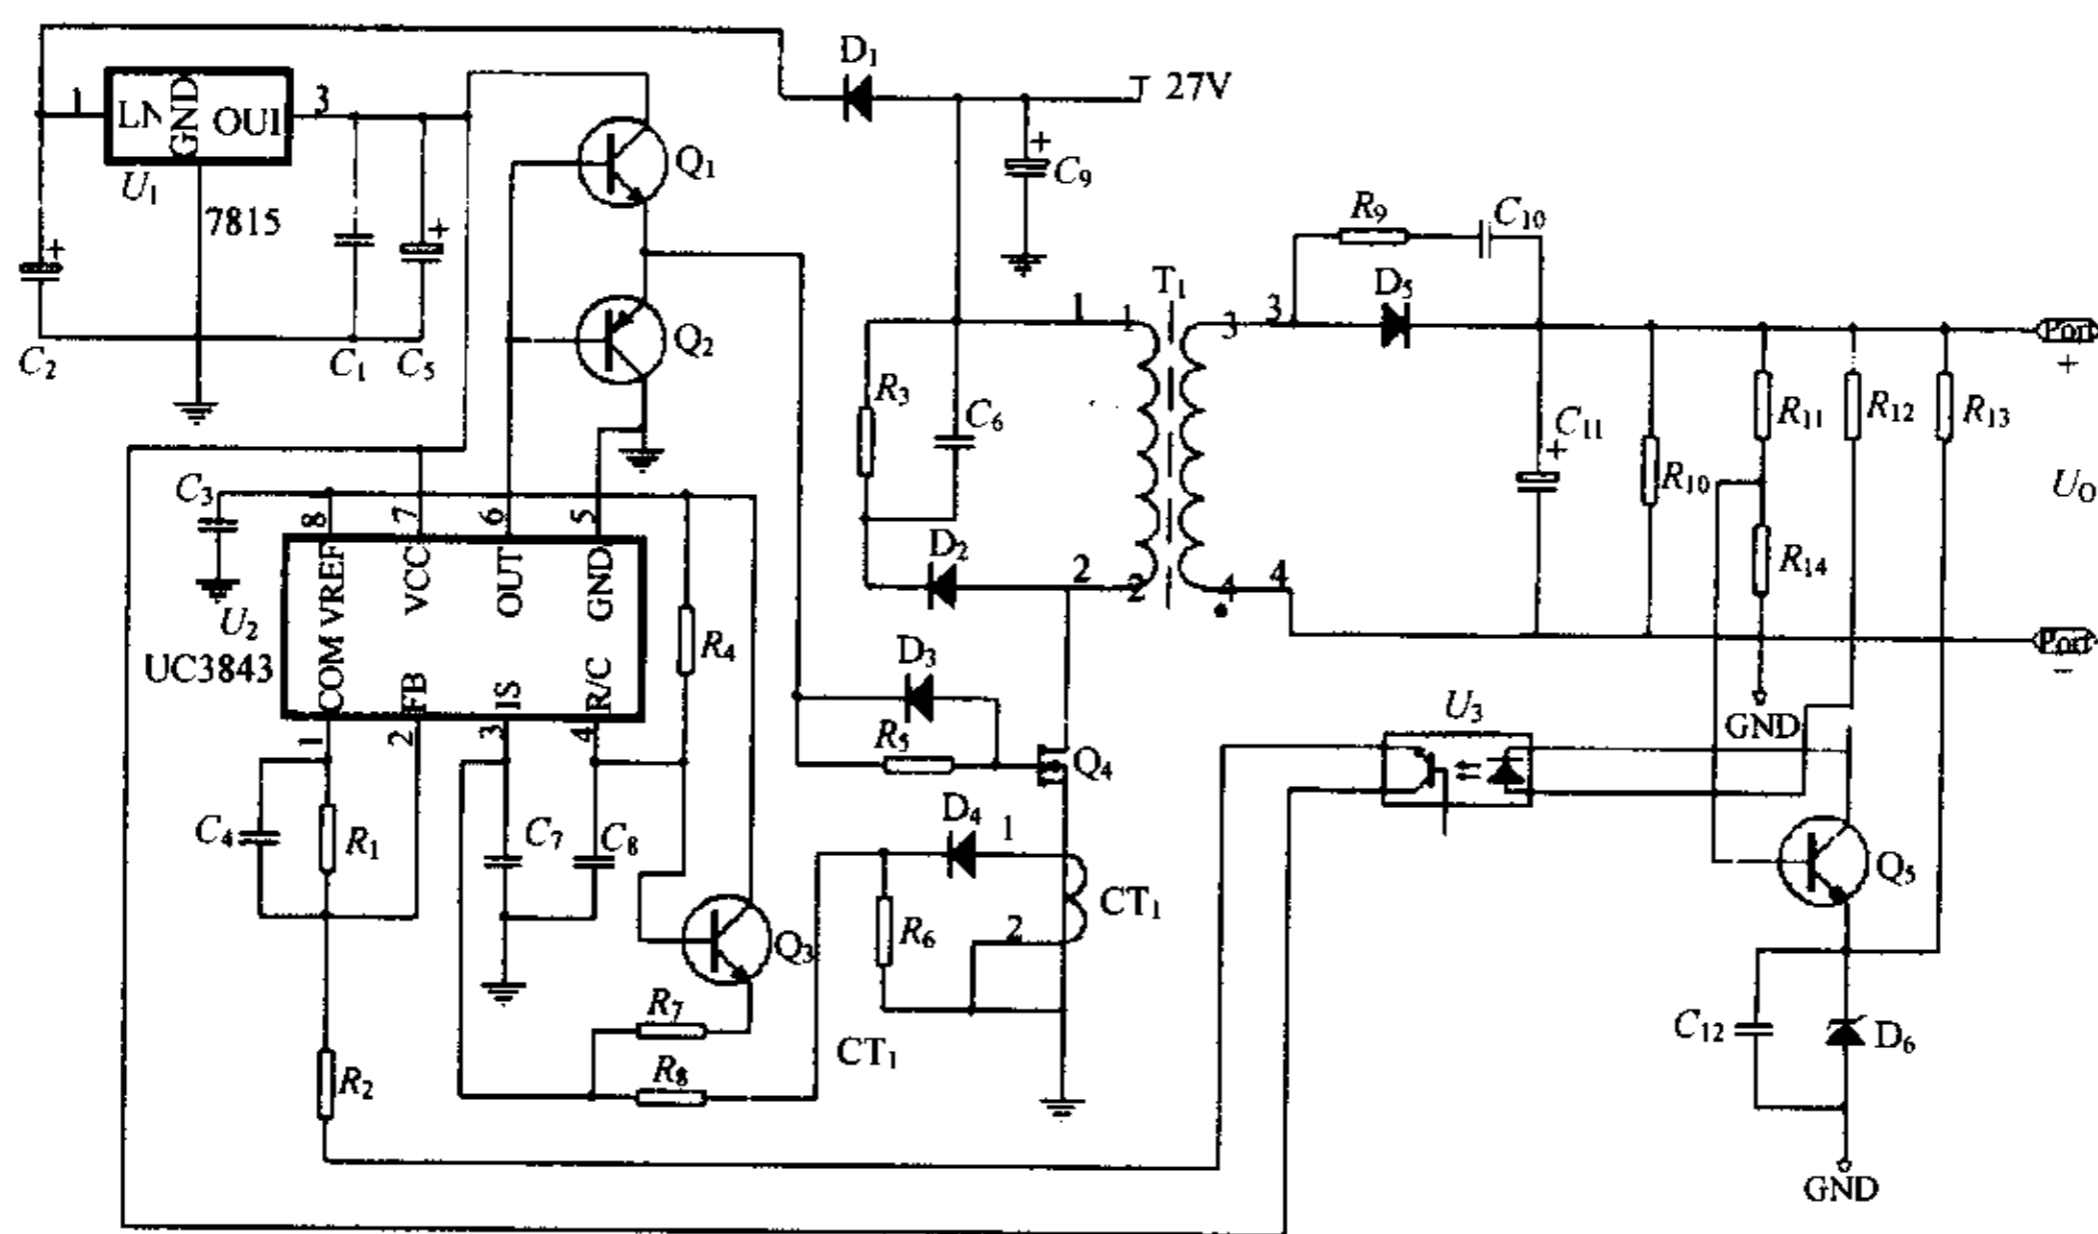 D1
27V
1
LN
GND
OUI
3
U1
7815
Q1
C9
C2
C1
C5
Q2
R9
C10
T1
D5
1
1
3
3
R3
C6
C11
R10
R11
R12
R13
UO
Port
+
C3
8
7
6
5
VREF
VCC
OUT
GND
D2
2
2
4
4
R14
U2
UC3843
COM
FB
IS
R/C
R4
D3
Port
−
GND
U3
1
2
3
4
R5
Q4
C4
R1
C7
C8
D4
1
CT1
Q5
R6
2
Q3
R7
R8
CT1
R2
C12
D6
GND